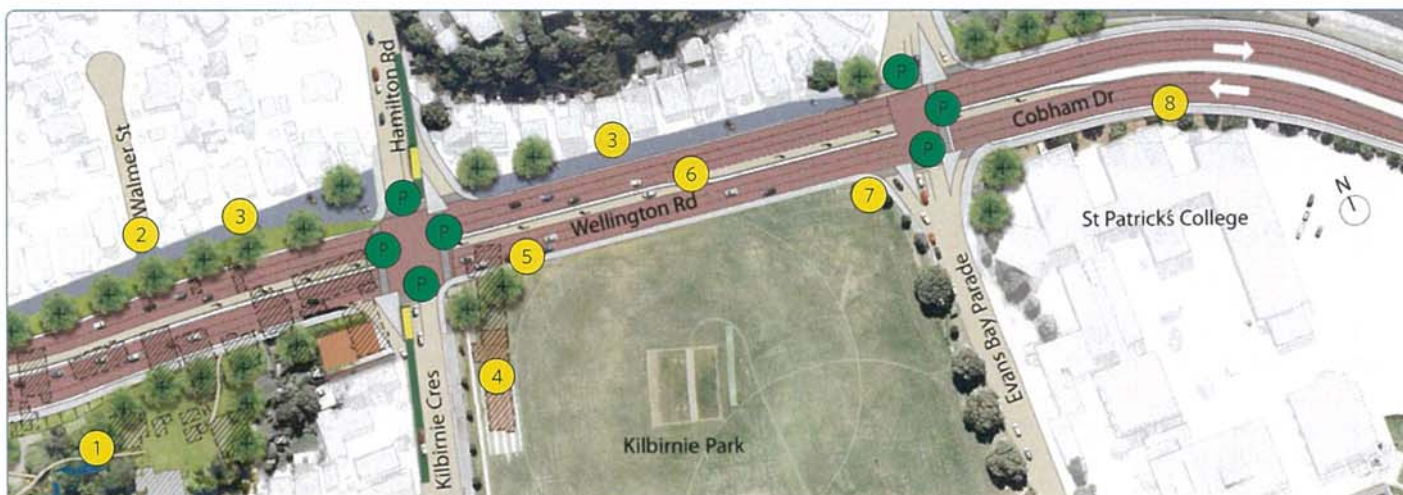 Hamilton Rd
P
Cobham Dr
8
P
Walmer St
3
6
P
N
2
3
P
P
P
Wellington Rd
7
St Patrick's College
5
P
4
Kilbirnie Cres
Evans Bay Parade
1
Kilbirnie Park